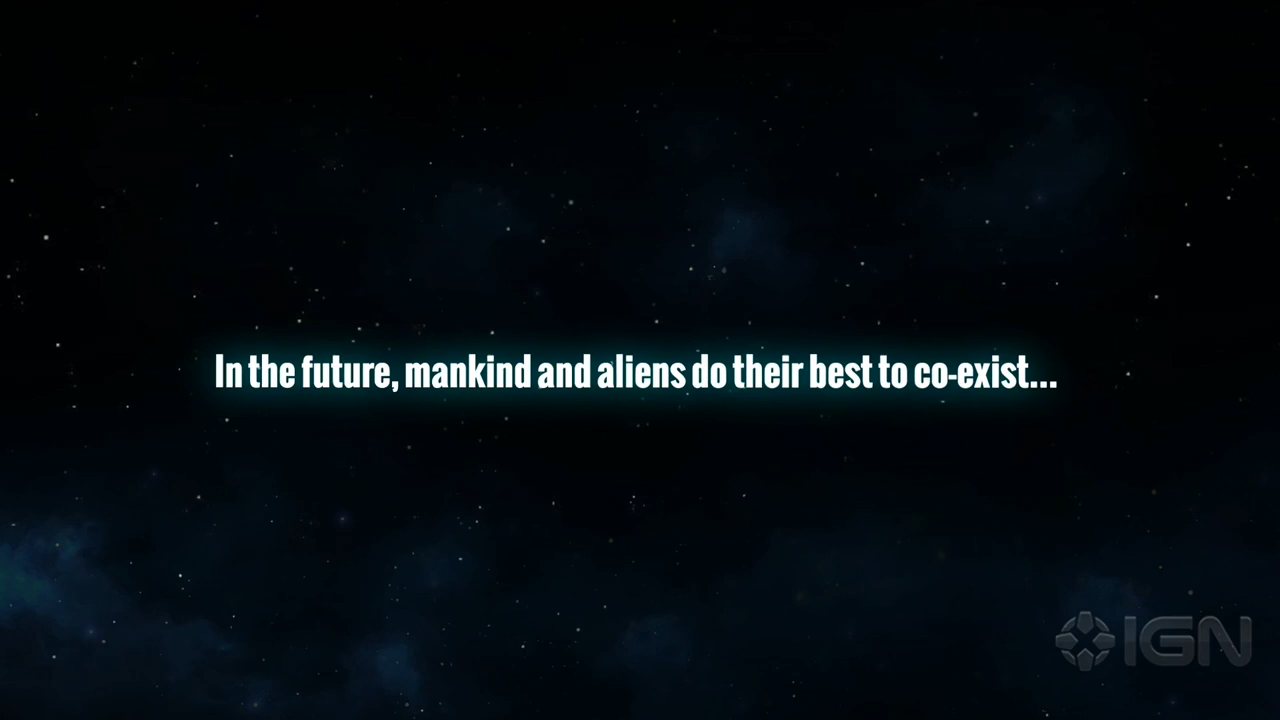 In the future, mankind and aliens do their best to co-exist...
IGN